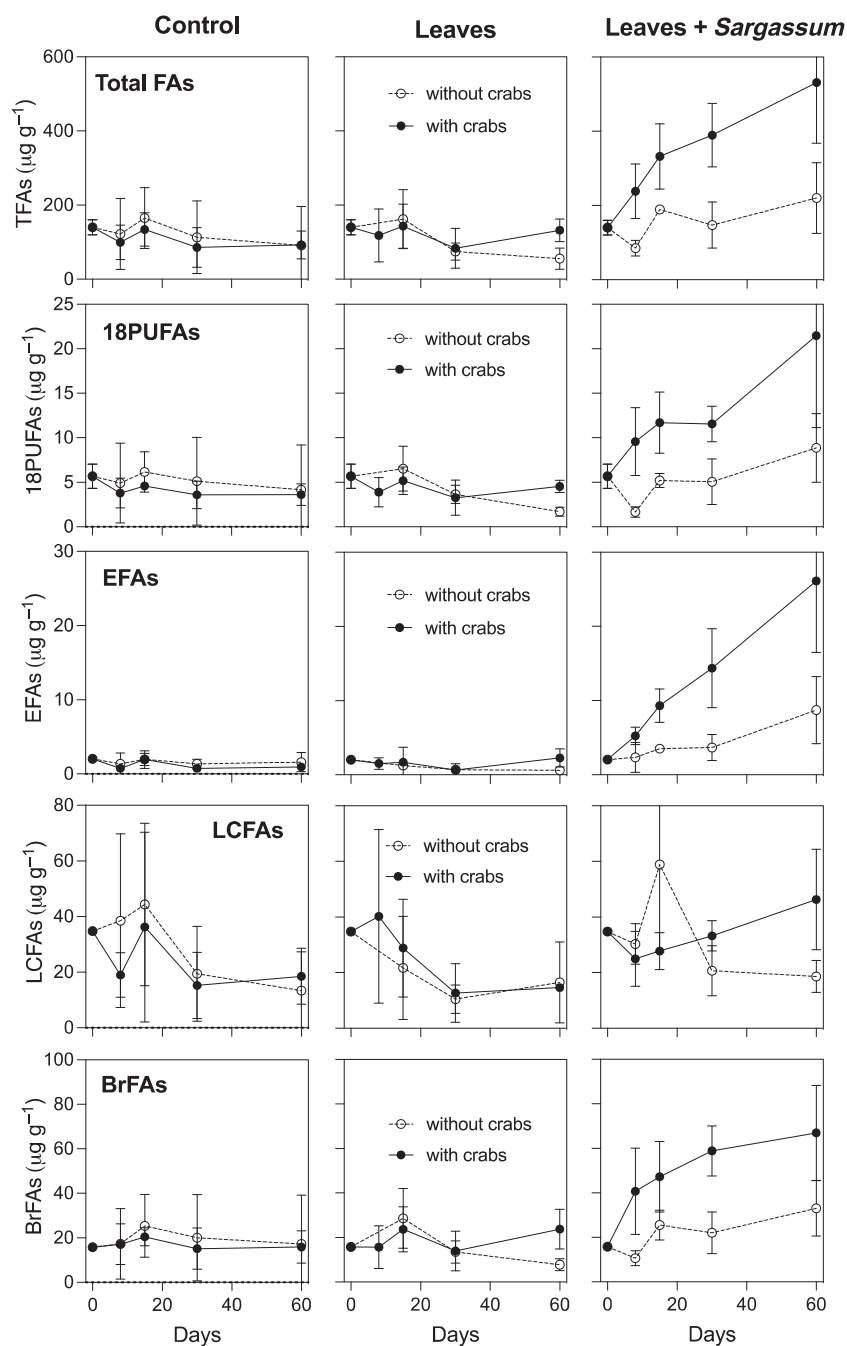 Control Leaves Leaves + Sargassum
600
400
200
0
TFAs (µg g⁻¹)
Total FAs
without crabs
with crabs
25
20
15
10
5
0
18PUFAs (µg g⁻¹)
18PUFAs
without crabs
with crabs
30
20
10
0
EFAs (µg g⁻¹)
EFAs
without crabs
with crabs
80
60
40
20
0
LCFAs (µg g⁻¹)
LCFAs
without crabs
with crabs
100
80
60
40
20
0
BrFAs (µg g⁻¹)
BrFAs
without crabs
with crabs
0 20 40 60 0 20 40 60 0 20 40 60
Days Days Days